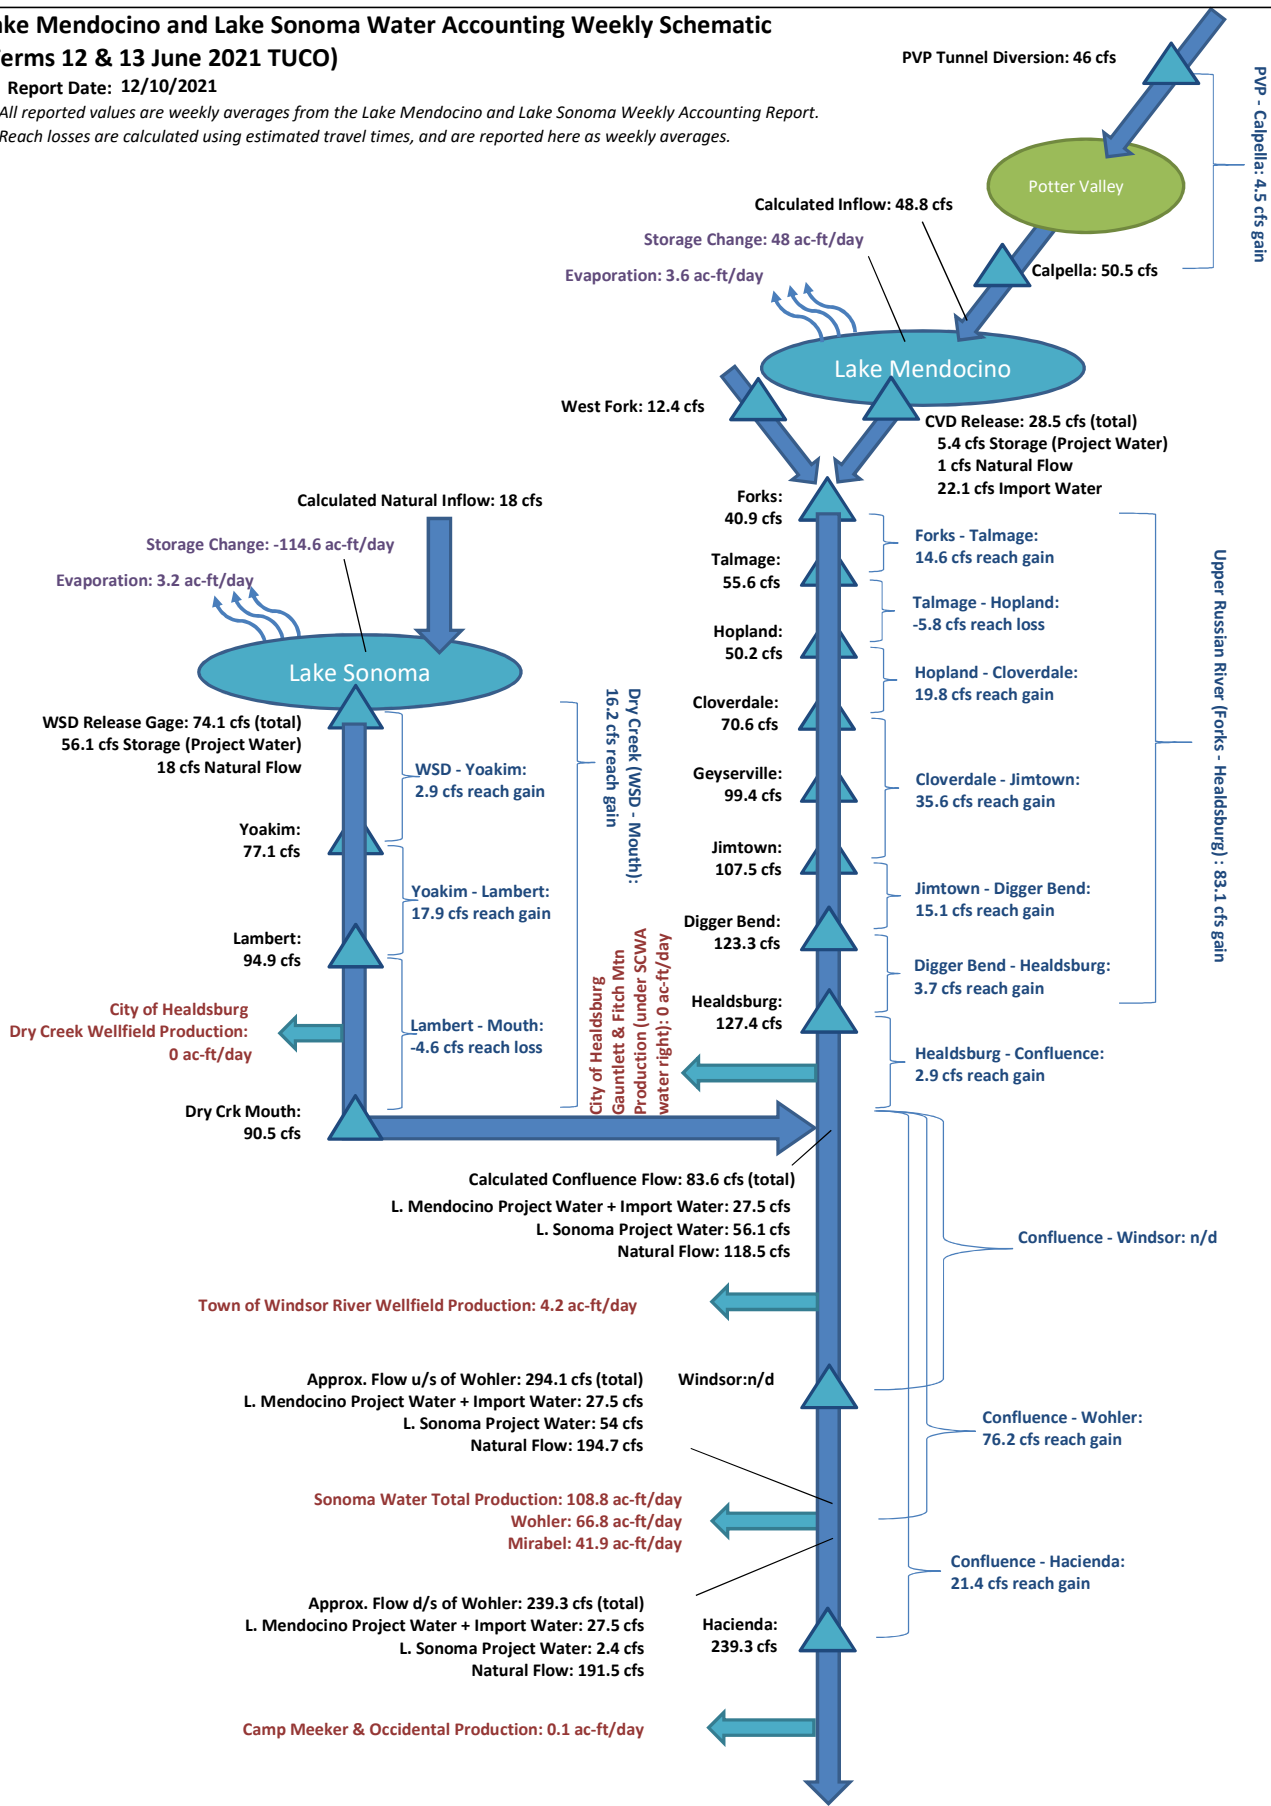 ake Mendocino and Lake Sonoma Water Accounting Weekly Schematic
erms 12 & 13 June 2021 TUCO)
Report Date: 12/10/2021
All reported values are weekly averages from the Lake Mendocino and Lake Sonoma Weekly Accounting Report.
Reach losses are calculated using estimated travel times, and are reported here as weekly averages.
PVP Tunnel Diversion: 46 cfs
PVP - Calpella: 4.5 cfs gain
Potter Valley
Calculated Inflow: 48.8 cfs
Storage Change: 48 ac-ft/day
Evaporation: 3.6 ac-ft/day
Calpella: 50.5 cfs
Lake Mendocino
West Fork: 12.4 cfs
CVD Release: 28.5 cfs (total)
5.4 cfs Storage (Project Water)
1 cfs Natural Flow
22.1 cfs Import Water
Calculated Natural Inflow: 18 cfs
Storage Change: -114.6 ac-ft/day
Evaporation: 3.2 ac-ft/day
Lake Sonoma
WSD Release Gage: 74.1 cfs (total)
56.1 cfs Storage (Project Water)
18 cfs Natural Flow
WSD - Yoakim:
2.9 cfs reach gain
Yoakim:
77.1 cfs
Yoakim - Lambert:
17.9 cfs reach gain
Lambert:
94.9 cfs
City of Healdsburg
Dry Creek Wellfield Production:
0 ac-ft/day
Lambert - Mouth:
-4.6 cfs reach loss
Dry Crk Mouth:
90.5 cfs
Dry Creek (WSD - Mouth):
16.2 cfs reach gain
City of Healdsburg
Gauntlett & Fitch Mtn
Production (under SCWA
water right): 0 ac-ft/day
Forks:
40.9 cfs
Forks - Talmage:
14.6 cfs reach gain
Talmage:
55.6 cfs
Talmage - Hopland:
-5.8 cfs reach loss
Hopland:
50.2 cfs
Hopland - Cloverdale:
19.8 cfs reach gain
Cloverdale:
70.6 cfs
Geyserville:
99.4 cfs
Cloverdale - Jimtown:
35.6 cfs reach gain
Jimtown:
107.5 cfs
Jimtown - Digger Bend:
15.1 cfs reach gain
Digger Bend:
123.3 cfs
Digger Bend - Healdsburg:
3.7 cfs reach gain
Healdsburg:
127.4 cfs
Healdsburg - Confluence:
2.9 cfs reach gain
Upper Russian River (Forks - Healdsburg) : 83.1 cfs gain
Calculated Confluence Flow: 83.6 cfs (total)
L. Mendocino Project Water + Import Water: 27.5 cfs
L. Sonoma Project Water: 56.1 cfs
Natural Flow: 118.5 cfs
Confluence - Windsor: n/d
Town of Windsor River Wellfield Production: 4.2 ac-ft/day
Approx. Flow u/s of Wohler: 294.1 cfs (total)
L. Mendocino Project Water + Import Water: 27.5 cfs
L. Sonoma Project Water: 54 cfs
Natural Flow: 194.7 cfs
Windsor:n/d
Confluence - Wohler:
76.2 cfs reach gain
Sonoma Water Total Production: 108.8 ac-ft/day
Wohler: 66.8 ac-ft/day
Mirabel: 41.9 ac-ft/day
Confluence - Hacienda:
21.4 cfs reach gain
Approx. Flow d/s of Wohler: 239.3 cfs (total)
L. Mendocino Project Water + Import Water: 27.5 cfs
L. Sonoma Project Water: 2.4 cfs
Natural Flow: 191.5 cfs
Hacienda:
239.3 cfs
Camp Meeker & Occidental Production: 0.1 ac-ft/day